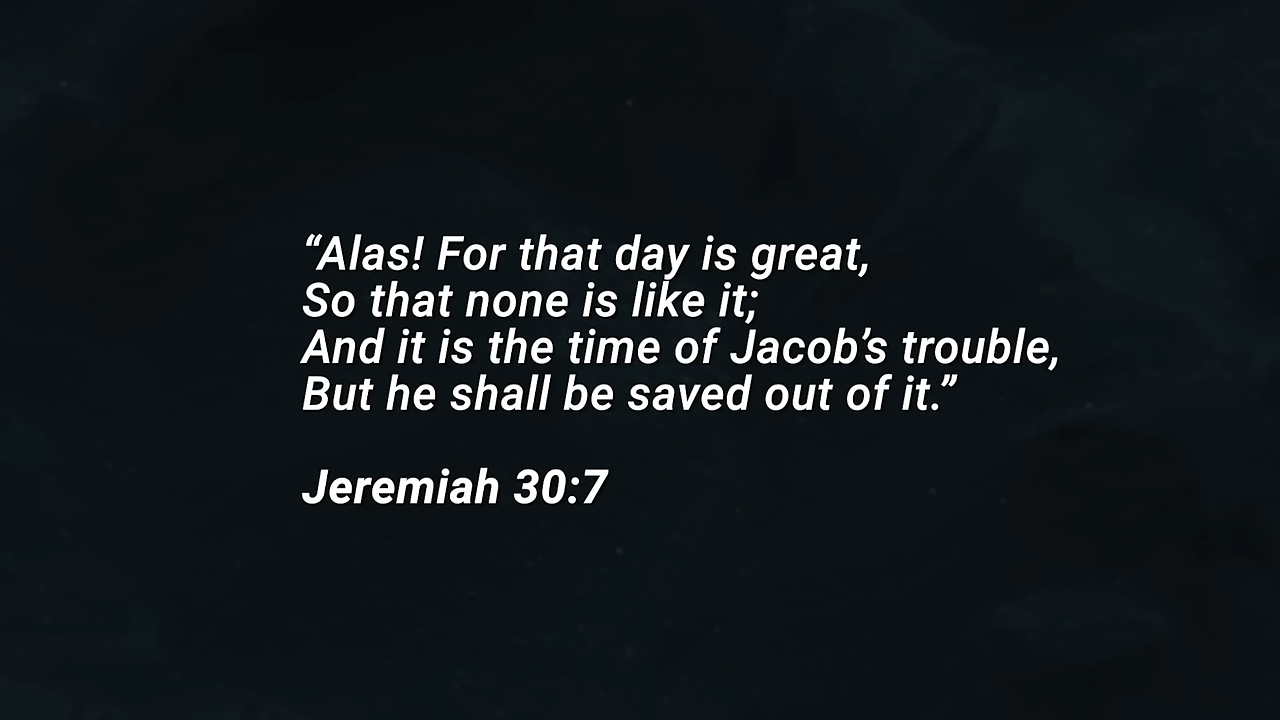 “Alas! For that day is great,
So that none is like it;
And it is the time of Jacob’s trouble,
But he shall be saved out of it.”
Jeremiah 30:7